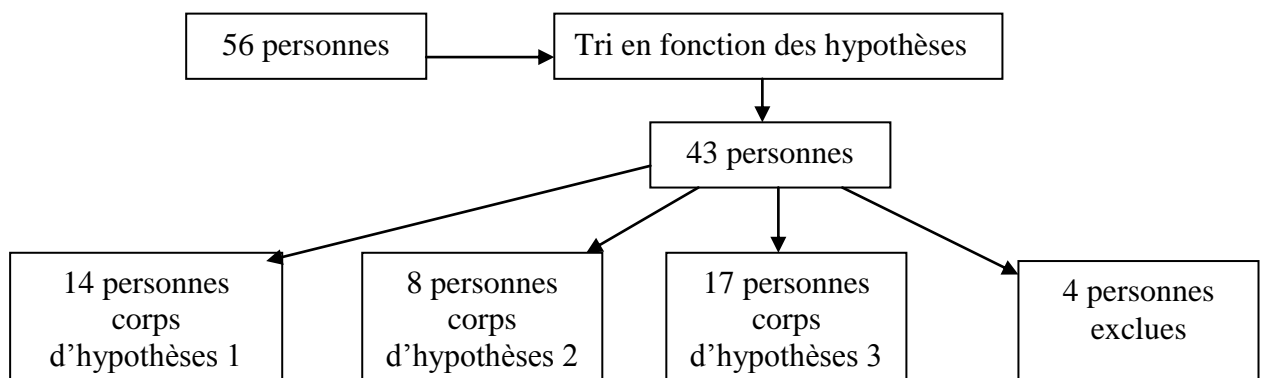 56 personnes
Tri en fonction des hypothèses
43 personnes
14 personnes
corps
d’hypothèses 1
8 personnes
corps
d’hypothèses 2
17 personnes
corps
d’hypothèses 3
4 personnes
exclues